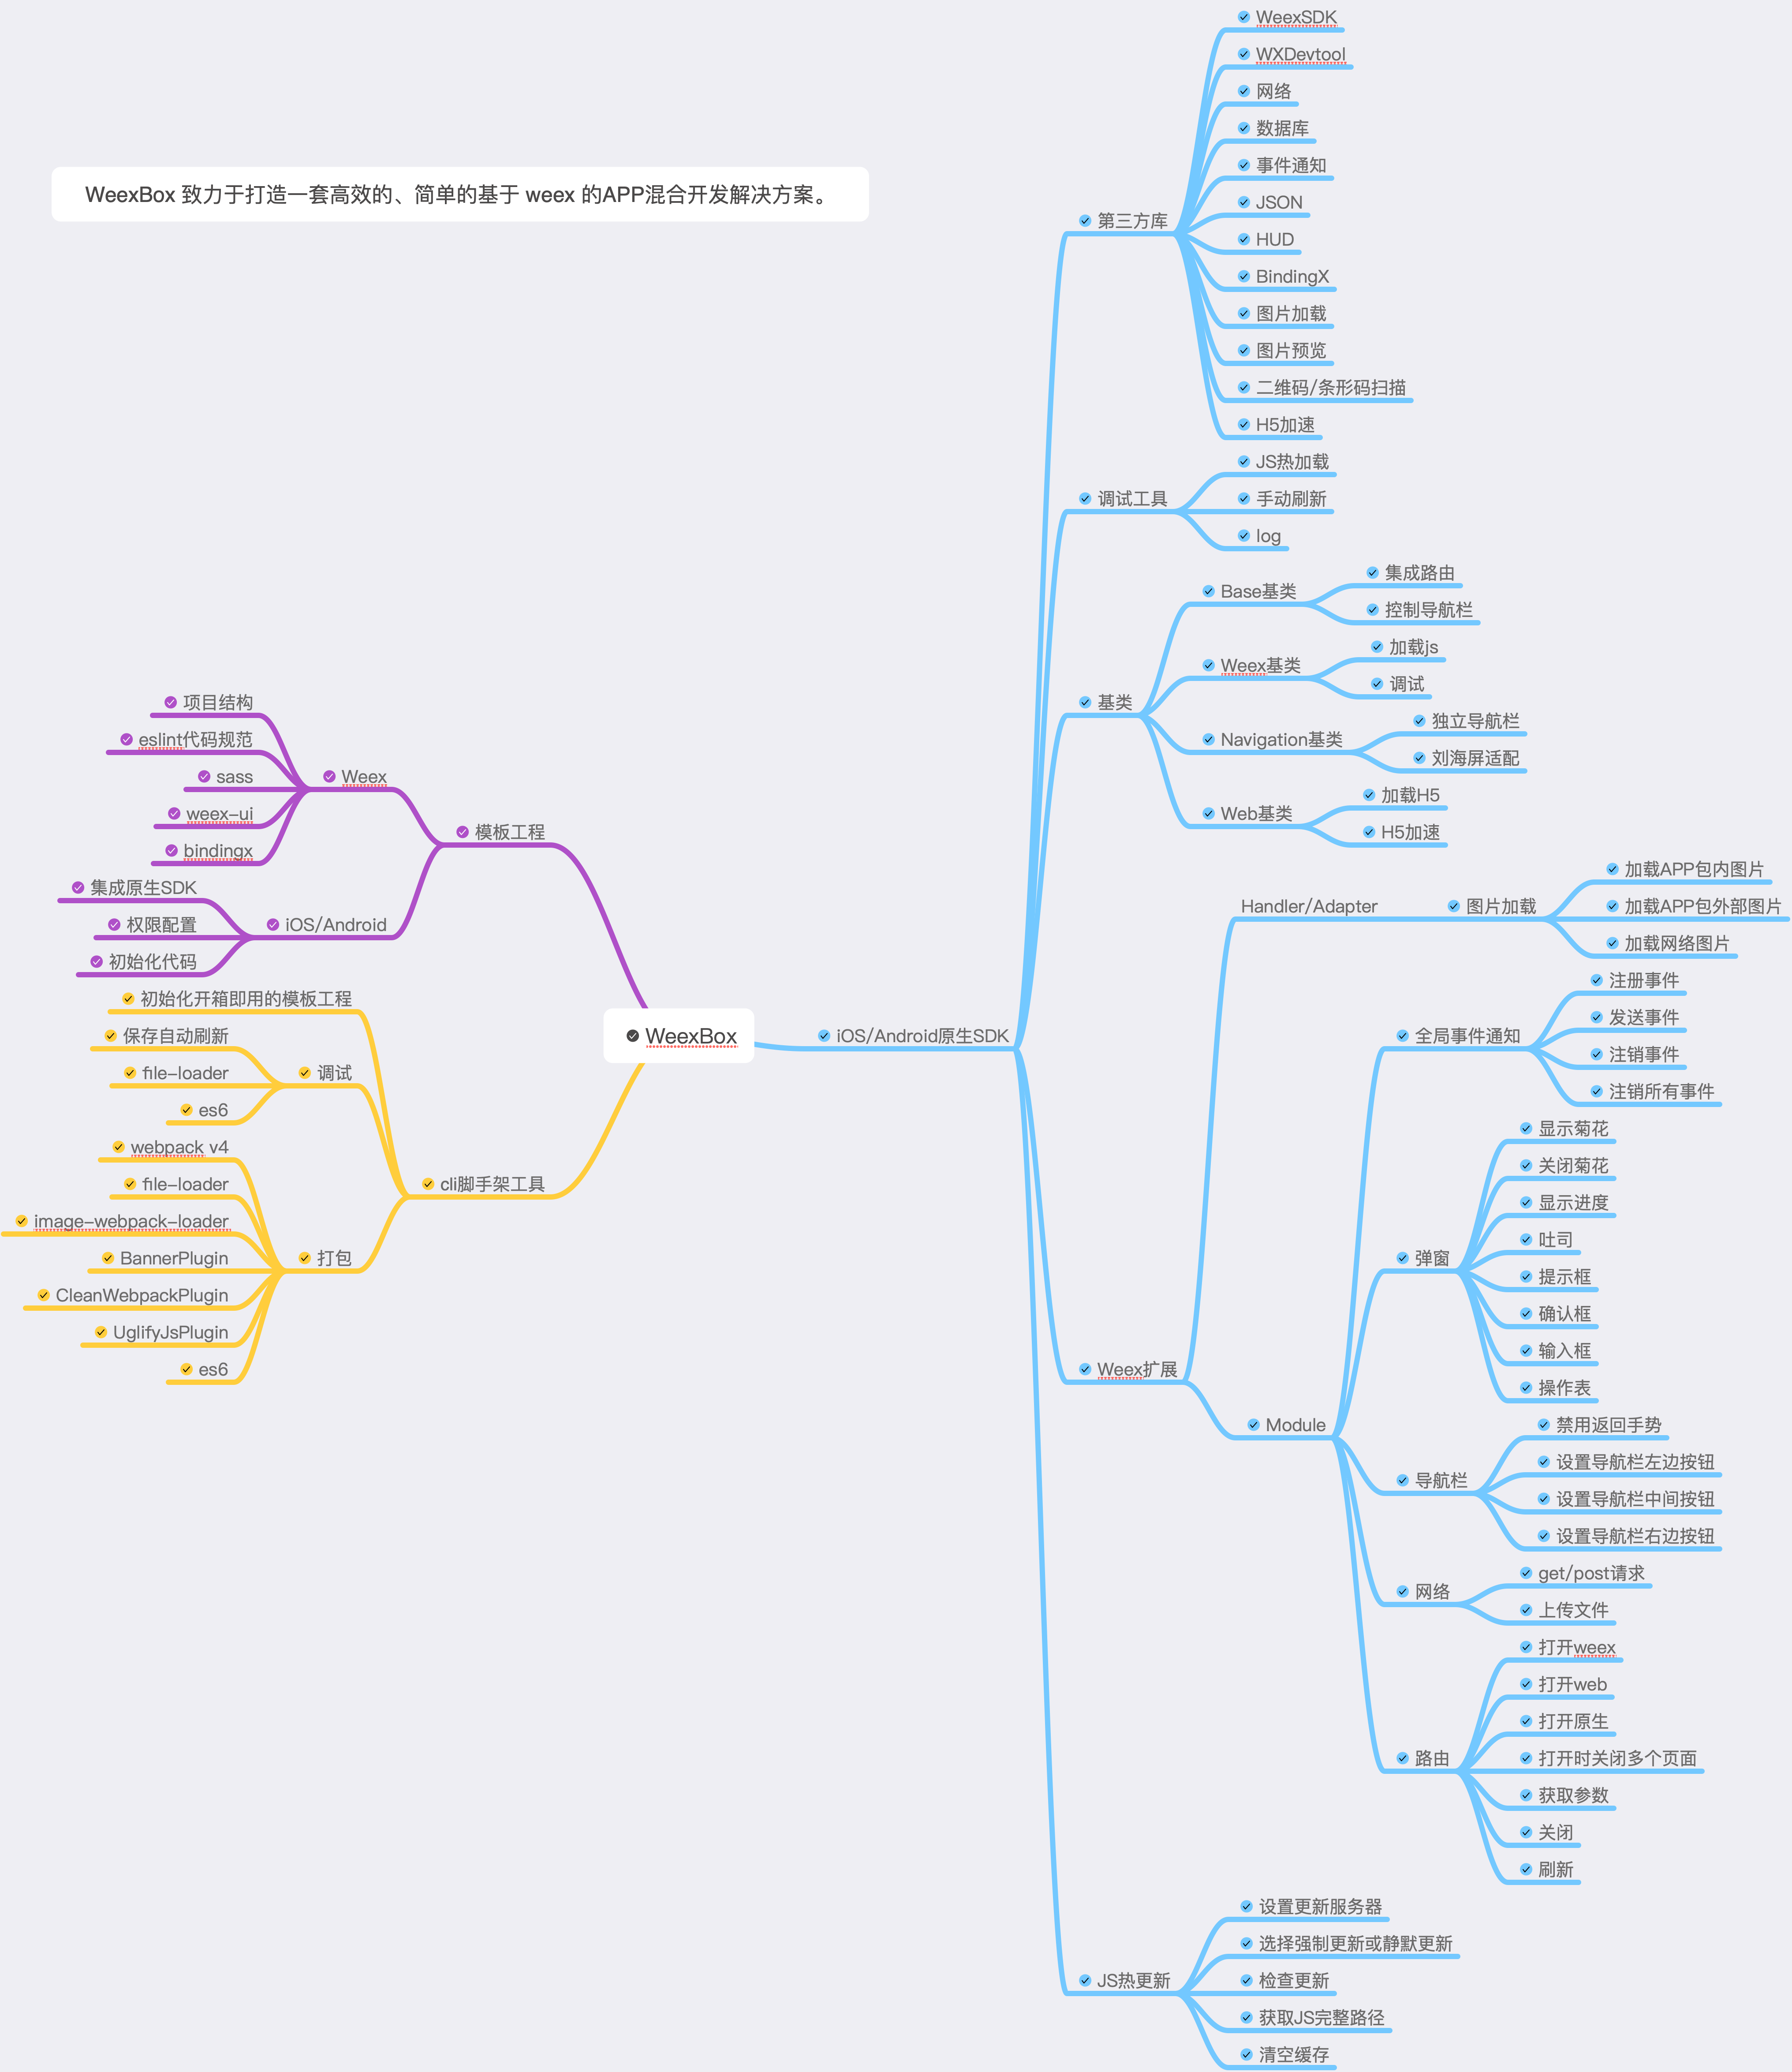 WeexBox 致力于打造一套高效的、简单的基于 weex 的APP混合开发解决方案。
WeexBox
模板工程
Weex
项目结构
eslint代码规范
sass
weex-ui
bindingx
iOS/Android
集成原生SDK
权限配置
初始化代码
cli脚手架工具
初始化开箱即用的模板工程
调试
保存自动刷新
file-loader
es6
打包
webpack v4
file-loader
image-webpack-loader
BannerPlugin
CleanWebpackPlugin
UglifyJsPlugin
es6
iOS/Android原生SDK
第三方库
WeexSDK
WXDevtool
网络
数据库
事件通知
JSON
HUD
BindingX
图片加载
图片预览
二维码/条形码扫描
H5加速
调试工具
JS热加载
手动刷新
log
基类
Base基类
集成路由
控制导航栏
Weex基类
加载js
调试
Navigation基类
独立导航栏
刘海屏适配
Web基类
加载H5
H5加速
Weex扩展
Handler/Adapter
图片加载
加载APP包内图片
加载APP包外部图片
加载网络图片
Module
全局事件通知
注册事件
发送事件
注销事件
注销所有事件
弹窗
显示菊花
关闭菊花
显示进度
吐司
提示框
确认框
输入框
操作表
导航栏
禁用返回手势
设置导航栏左边按钮
设置导航栏中间按钮
设置导航栏右边按钮
网络
get/post请求
上传文件
路由
打开weex
打开web
打开原生
打开时关闭多个页面
获取参数
关闭
刷新
JS热更新
设置更新服务器
选择强制更新或静默更新
检查更新
获取JS完整路径
清空缓存